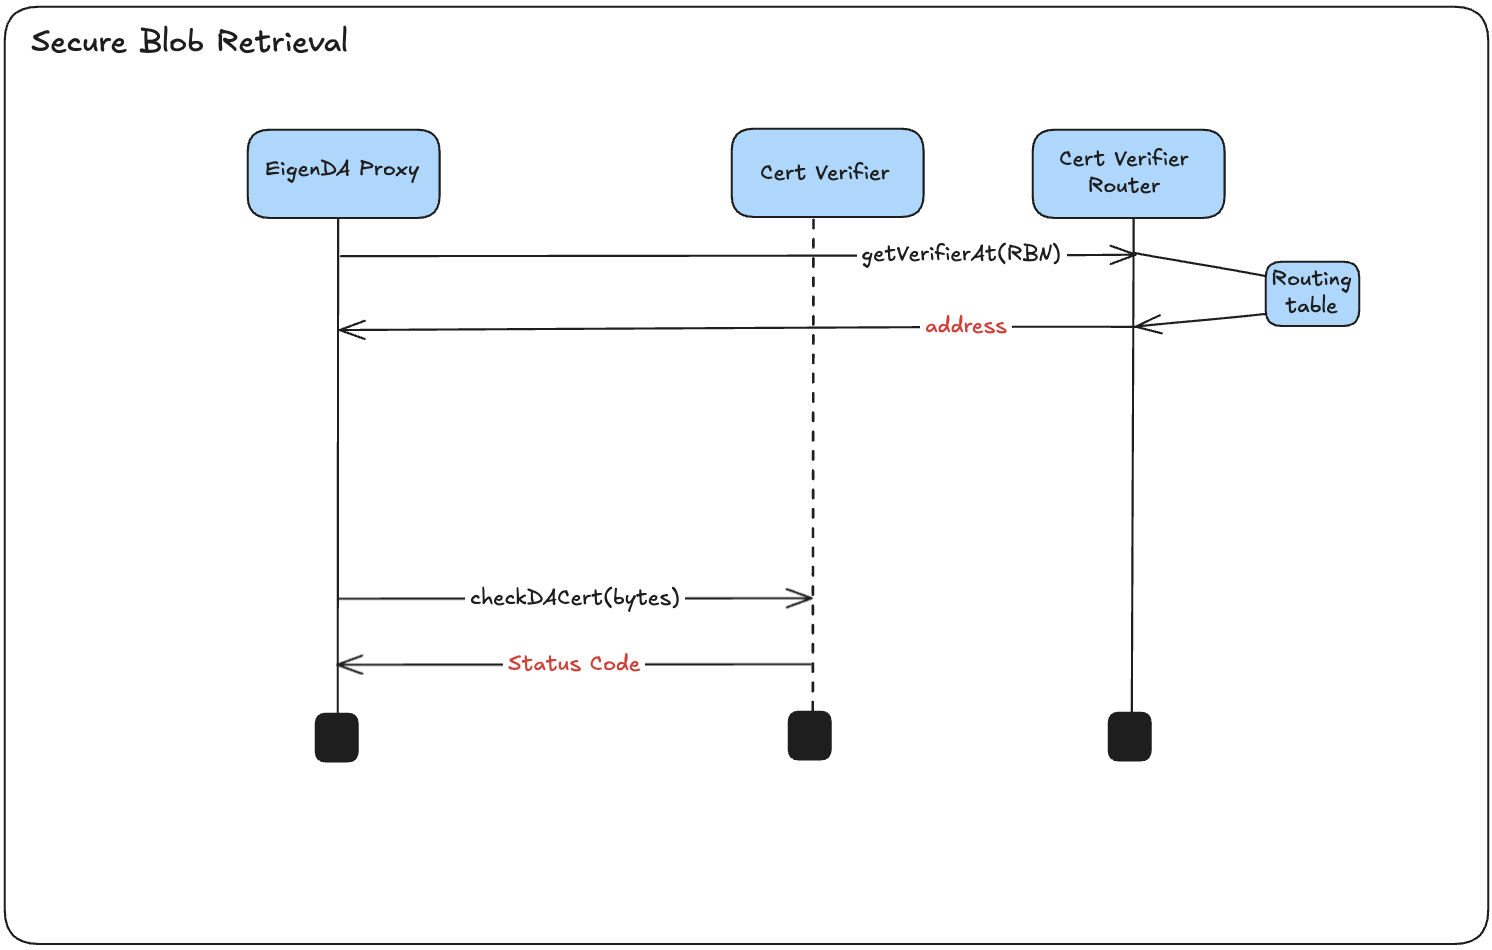 Secure Blob Retrieval
EigenDA Proxy
Cert Verifier
Cert Verifier
Router
getVerifierAt(RBN)
Routing
table
address
checkDACert(bytes)
Status Code